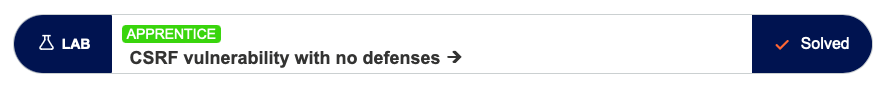 LAB
APPRENTICE
CSRF vulnerability with no defenses →
Solved